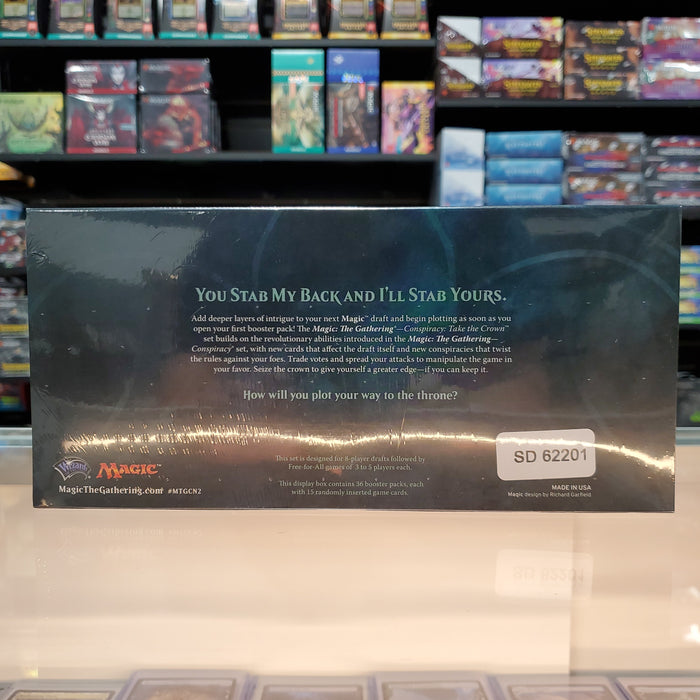 You Stab My Back and I'll Stab Yours.
Add deeper layers of intrigue to your next Magic™ draft and begin plotting as soon as you
open your first booster pack! The Magic: The Gathering®—Conspiracy: Take the Crown™
set builds on the revolutionary abilities introduced in the Magic: The Gathering—
Conspiracy® set, with new cards that affect the draft itself and new conspiracies that twist
the rules against your foes. Trade votes and spread your attacks to manipulate the game in
your favor. Seize the crown to give yourself a greater edge—if you can keep it.
How will you plot your way to the throne?
Wizards
Magic
MagicTheGathering.com #MTGCN2
This set is designed for 8-player drafts followed by
Free-for-All games of 3 to 5 players each.
This display box contains 36 booster packs, each
with 15 randomly inserted game cards.
SD 62201
MADE IN USA
Magic design by Richard Garfield